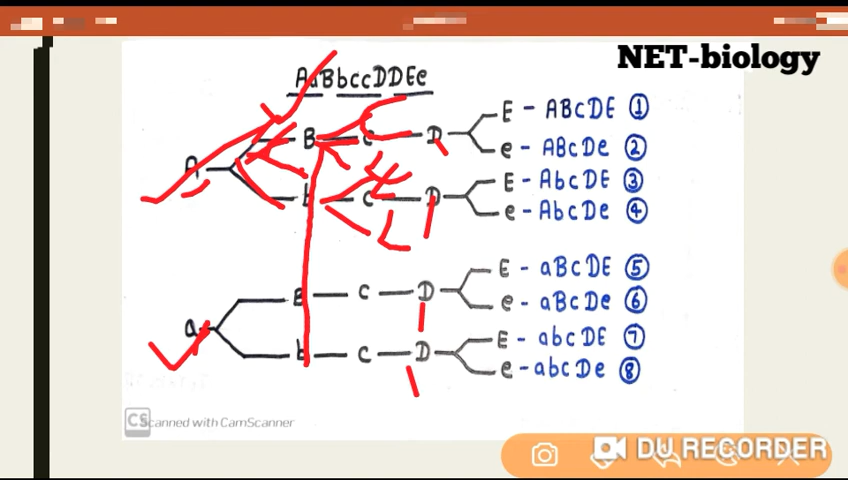 NET-biology
AaBbccDDEe
E - ABcDE ①
B c D
e - ABcDe ②
A
E - AbcDE ③
b c D
e - AbcDe ④
E - aBcDE ⑤
B c D
e - aBcDe ⑥
a
E - abcDE ⑦
b c D
e - abcDe ⑧
CS Scanned with CamScanner
DU RECORDER